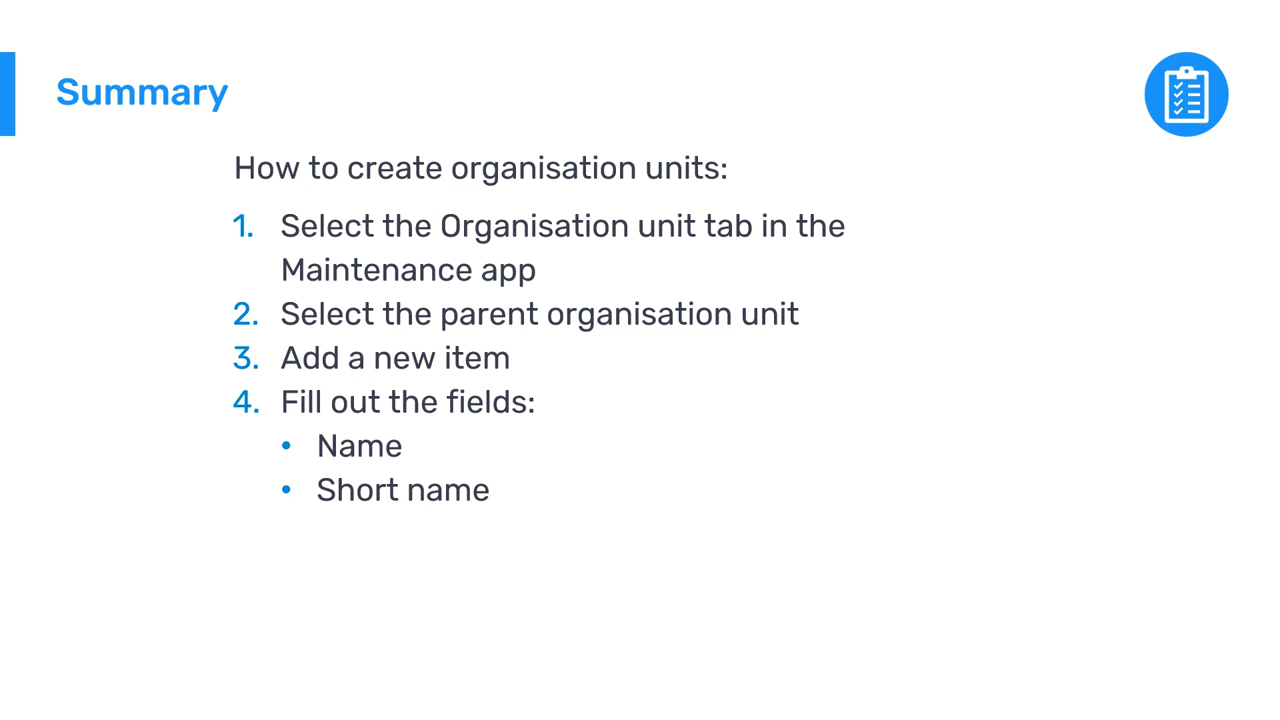 Summary
How to create organisation units:
1. Select the Organisation unit tab in the
Maintenance app
2. Select the parent organisation unit
3. Add a new item
4. Fill out the fields:
• Name
• Short name